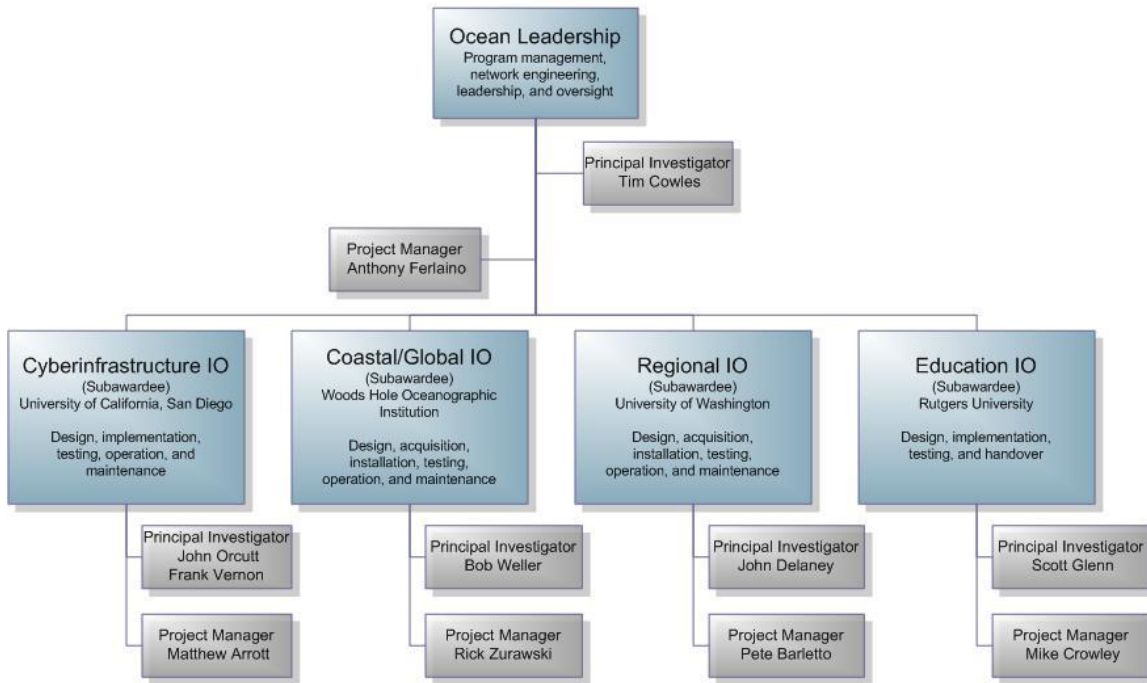 Ocean Leadership
Program management,
network engineering,
leadership, and oversight
Principal Investigator
Tim Cowles
Project Manager
Anthony Ferlaino
Cyberinfrastructure IO
(Subawardee)
University of California, San Diego
Design, implementation,
testing, operation, and
maintenance
Principal Investigator
John Orcutt
Frank Vernon
Project Manager
Matthew Arrott
Coastal/Global IO
(Subawardee)
Woods Hole Oceanographic
Institution
Design, acquisition,
installation, testing,
operation, and maintenance
Principal Investigator
Bob Weller
Project Manager
Rick Zurawski
Regional IO
(Subawardee)
University of Washington
Design, acquisition,
installation, testing,
operation, and maintenance
Principal Investigator
John Delaney
Project Manager
Pete Barletto
Education IO
(Subawardee)
Rutgers University
Design, implementation,
testing, and handover
Principal Investigator
Scott Glenn
Project Manager
Mike Crowley